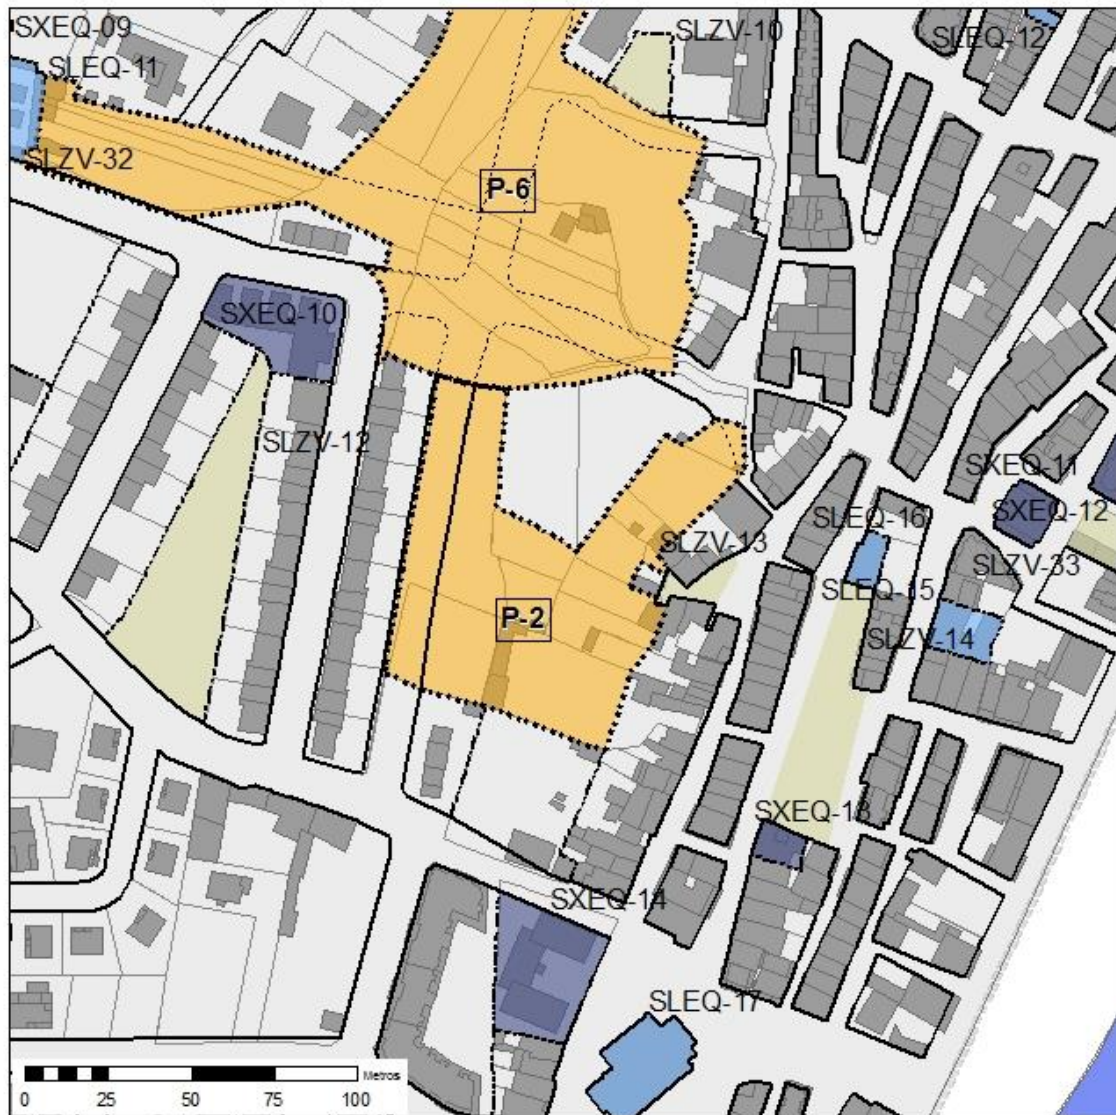 SXEQ-09
SLZV-10
SLEQ-12
SLEQ-11
SLZV-32
P-6
SXEQ-10
SLZV-12
SXEQ-11
SLEQ-16
SXEQ-12
SLZV-13
SLZV-33
SLEQ-15
P-2
SLZV-14
SXEQ-13
SXEQ-14
SLEQ-17
Metros
0 25 50 75 100